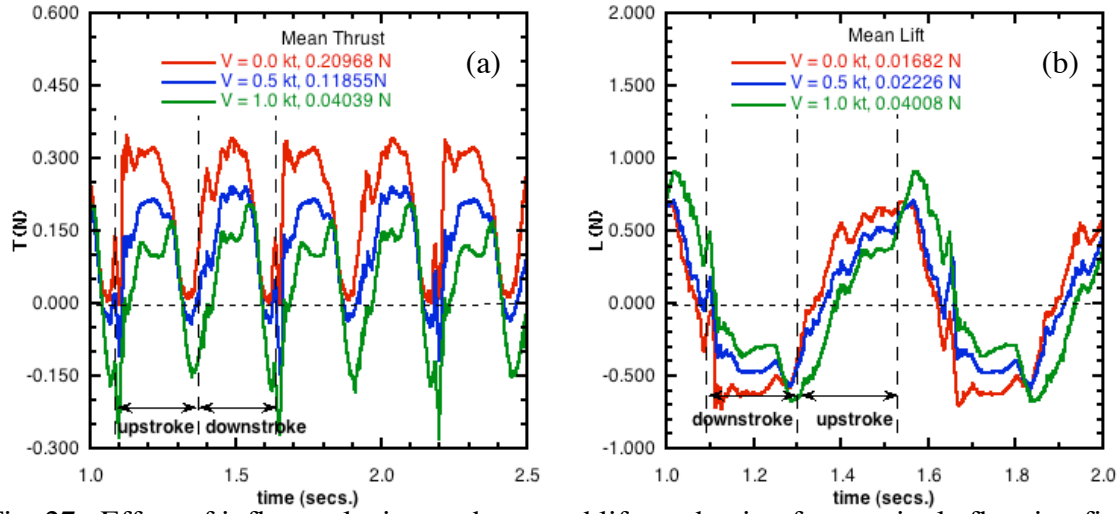 0.600
0.450
0.300
0.150
0.000
-0.150
-0.300
T(N)
Mean Thrust
V = 0.0 kt, 0.20968 N
V = 0.5 kt, 0.11855N
V = 1.0 kt, 0.04039 N
(a)
upstroke
downstroke
1.0
1.5
2.0
2.5
time (secs.)
2.000
1.500
1.000
0.500
0.000
-0.500
-1.000
L(N)
Mean Lift
V = 0.0 kt, 0.01682 N
V = 0.5 kt, 0.02226 N
V = 1.0 kt, 0.04008 N
(b)
downstroke
upstroke
1.0
1.2
1.4
1.6
1.8
2.0
time (secs.)